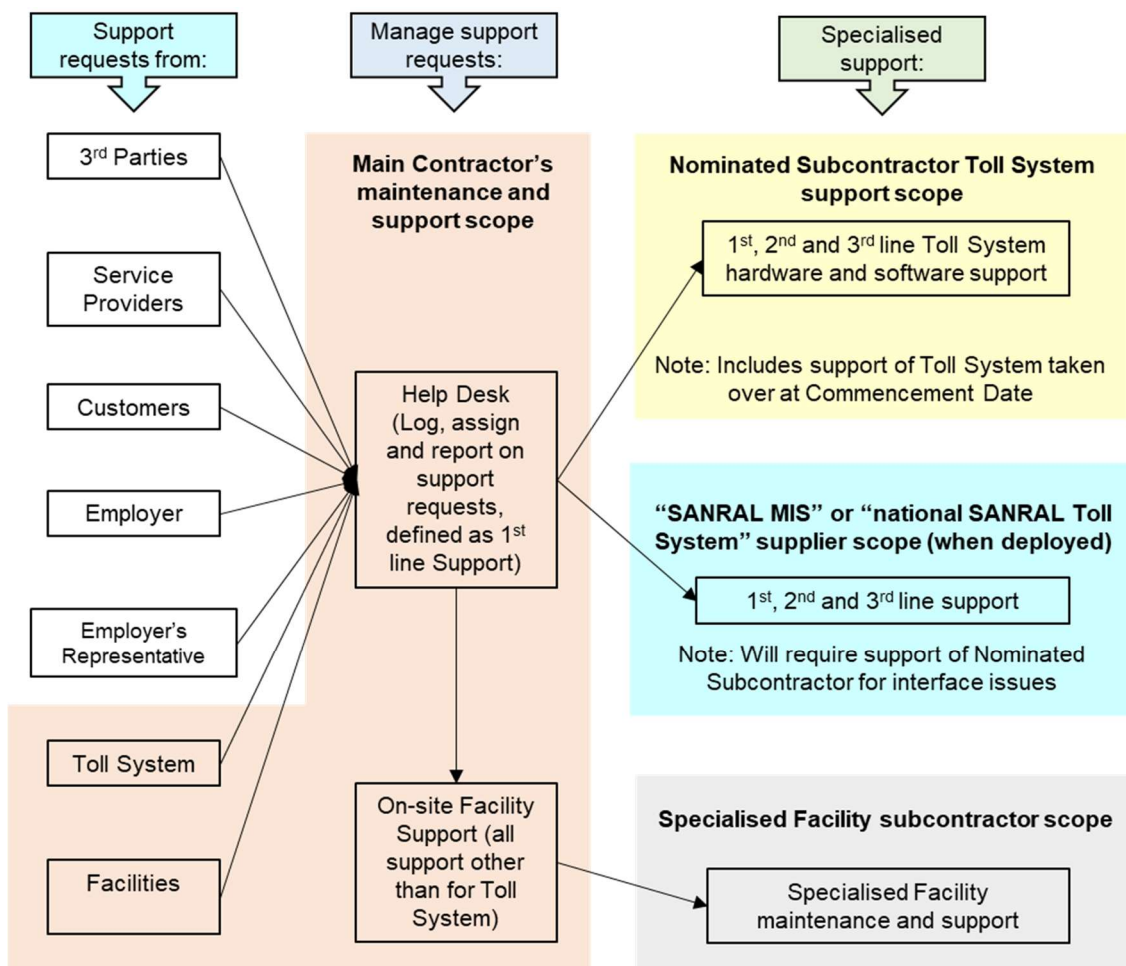 Support
requests from:
Manage support
requests:
Specialised
support:
3rd Parties
Service
Providers
Customers
Employer
Employer's
Representative
Toll System
Facilities
Main Contractor's
maintenance and
support scope
Help Desk
(Log, assign
and report on
support
requests,
defined as 1st
line Support)
On-site Facility
Support (all
support other
than for Toll
System)
Nominated Subcontractor Toll System
support scope
1st, 2nd and 3rd line Toll System
hardware and software support
Note: Includes support of Toll System taken
over at Commencement Date
“SANRAL MIS” or “national SANRAL Toll
System” supplier scope (when deployed)
1st, 2nd and 3rd line support
Note: Will require support of Nominated
Subcontractor for interface issues
Specialised Facility subcontractor scope
Specialised Facility
maintenance and support